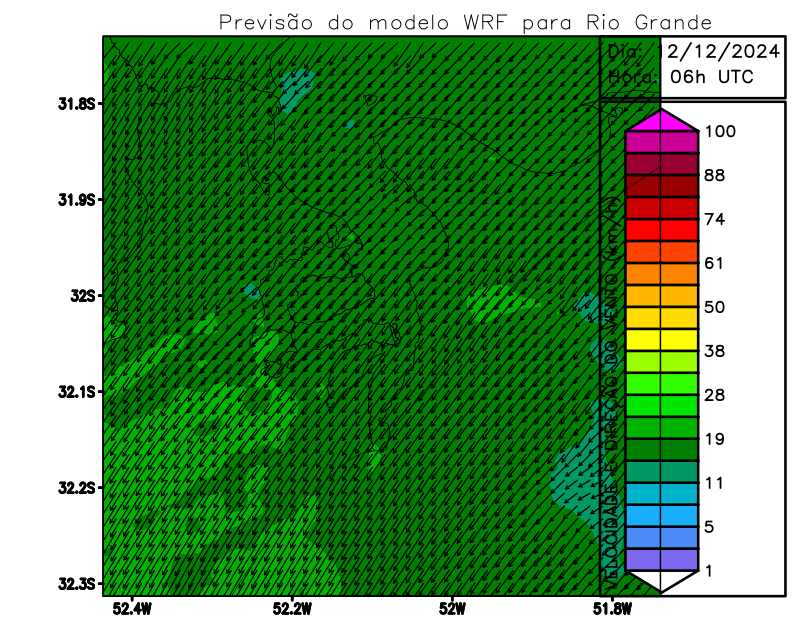 Previsão do modelo WRF para Rio Grande
Dia: 12/12/2024
Hora: 06h UTC
VELOCIDADE E DIREÇÃO DO VENTO (km/h)
100
88
74
61
50
38
28
19
11
5
1
31.8S
31.9S
32S
32.1S
32.2S
32.3S
52.4W
52.2W
52W
51.8W